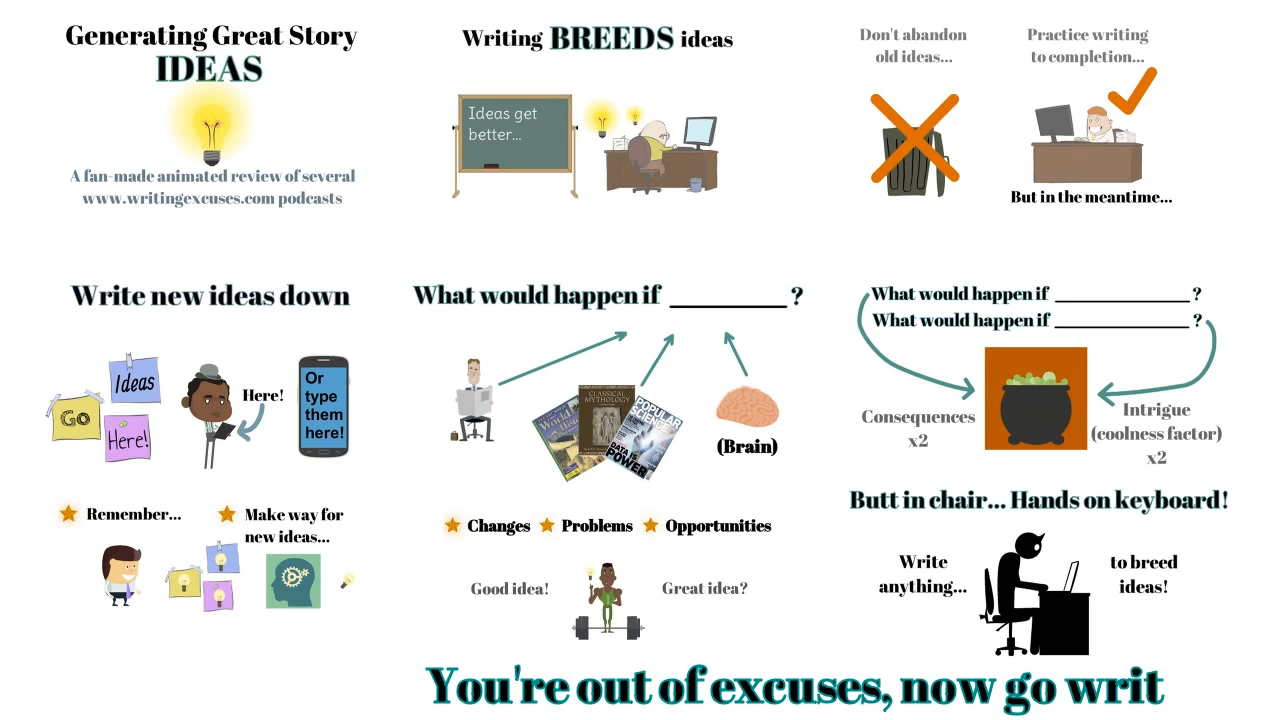 Generating Great Story
IDEAS
A fan-made animated review of several
www.writingexcuses.com podcasts
Writing BREEDS ideas
Ideas get
better...
Don't abandon
old ideas...
Practice writing
to completion...
But in the meantime...
Write new ideas down
Ideas
Go
Here!
Here!
Or
type
them
here!
Remember...
Make way for
new ideas...
What would happen if __________ ?
CLASSICAL
MYTHOLOGY
World
POPULAR
SCIENCE
DATA IS
POWER
(Brain)
Changes
Problems
Opportunities
Good idea!
Great idea?
What would happen if ____________ ?
What would happen if ____________ ?
Consequences
x2
Intrigue
(coolness factor)
x2
Butt in chair... Hands on keyboard!
Write
anything...
to breed
ideas!
You're out of excuses, now go writ